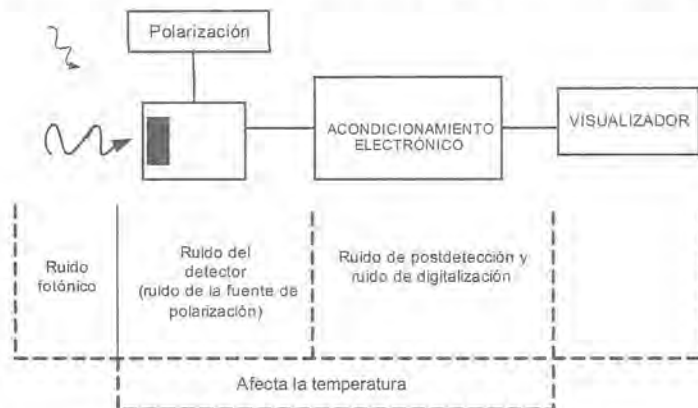 Polarización
ACONDICIONAMIENTO
ELECTRÓNICO
VISUALIZADOR
Ruido
fotónico
Ruido del
detector
(ruido de la fuente de
polarización)
Ruido de postdetección y
ruido de digitalización
Afecta la temperatura